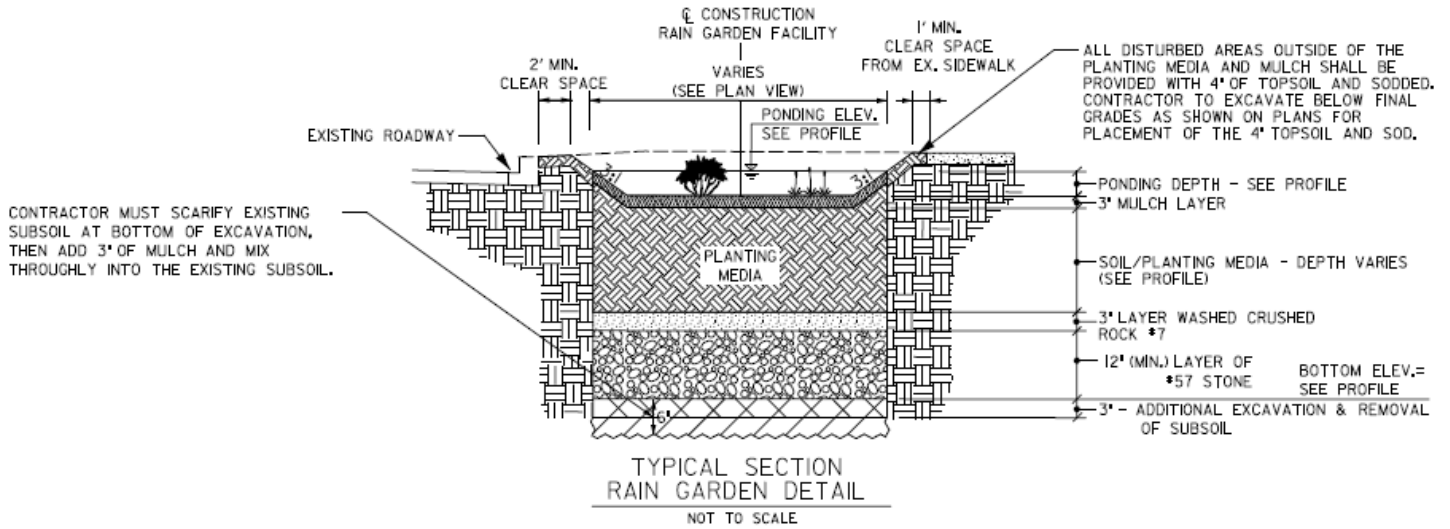 ℄ CONSTRUCTION
RAIN GARDEN FACILITY
1' MIN.
CLEAR SPACE
FROM EX. SIDEWALK
2' MIN.
CLEAR SPACE
VARIES
(SEE PLAN VIEW)
PONDING ELEV.
SEE PROFILE
ALL DISTURBED AREAS OUTSIDE OF THE
PLANTING MEDIA AND MULCH SHALL BE
PROVIDED WITH 4" OF TOPSOIL AND SODDED.
CONTRACTOR TO EXCAVATE BELOW FINAL
GRADES AS SHOWN ON PLANS FOR
PLACEMENT OF THE 4" TOPSOIL AND SOD.
EXISTING ROADWAY
3:1
3:1
PONDING DEPTH - SEE PROFILE
3" MULCH LAYER
CONTRACTOR MUST SCARIFY EXISTING
SUBSOIL AT BOTTOM OF EXCAVATION,
THEN ADD 3" OF MULCH AND MIX
THROUGHLY INTO THE EXISTING SUBSOIL.
PLANTING
MEDIA
SOIL/PLANTING MEDIA - DEPTH VARIES
(SEE PROFILE)
3" LAYER WASHED CRUSHED
ROCK #7
12" (MIN.) LAYER OF
#57 STONE
BOTTOM ELEV.=
SEE PROFILE
6"
3" - ADDITIONAL EXCAVATION & REMOVAL
OF SUBSOIL
TYPICAL SECTION
RAIN GARDEN DETAIL
NOT TO SCALE